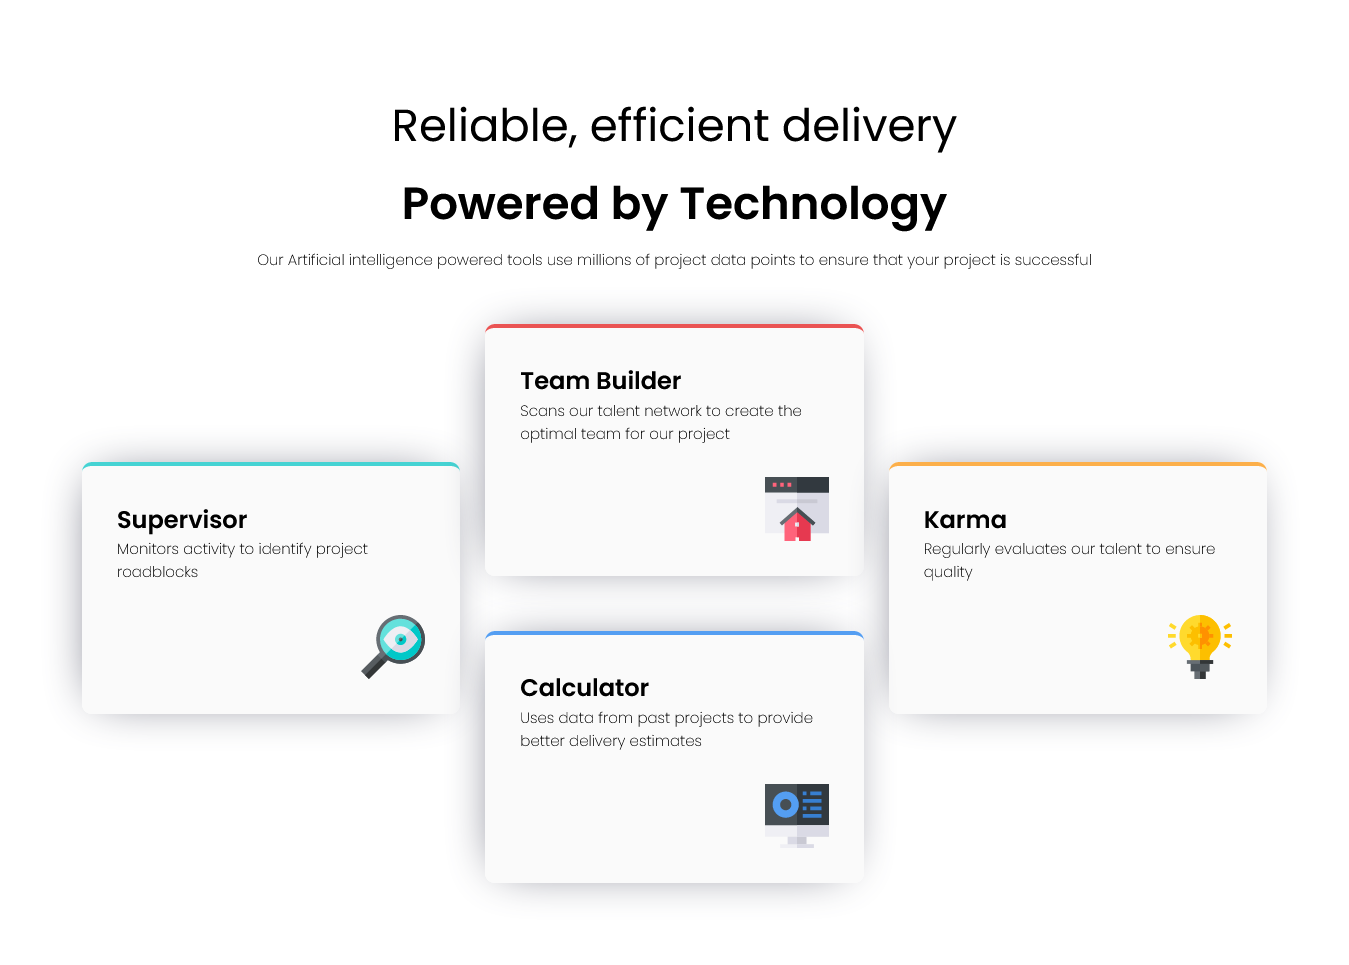 Reliable, efficient delivery
Powered by Technology
Our Artificial intelligence powered tools use millions of project data points to ensure that your project is successful
Team Builder
Scans our talent network to create the
optimal team for our project
Supervisor
Monitors activity to identify project
roadblocks
Karma
Regularly evaluates our talent to ensure
quality
Calculator
Uses data from past projects to provide
better delivery estimates